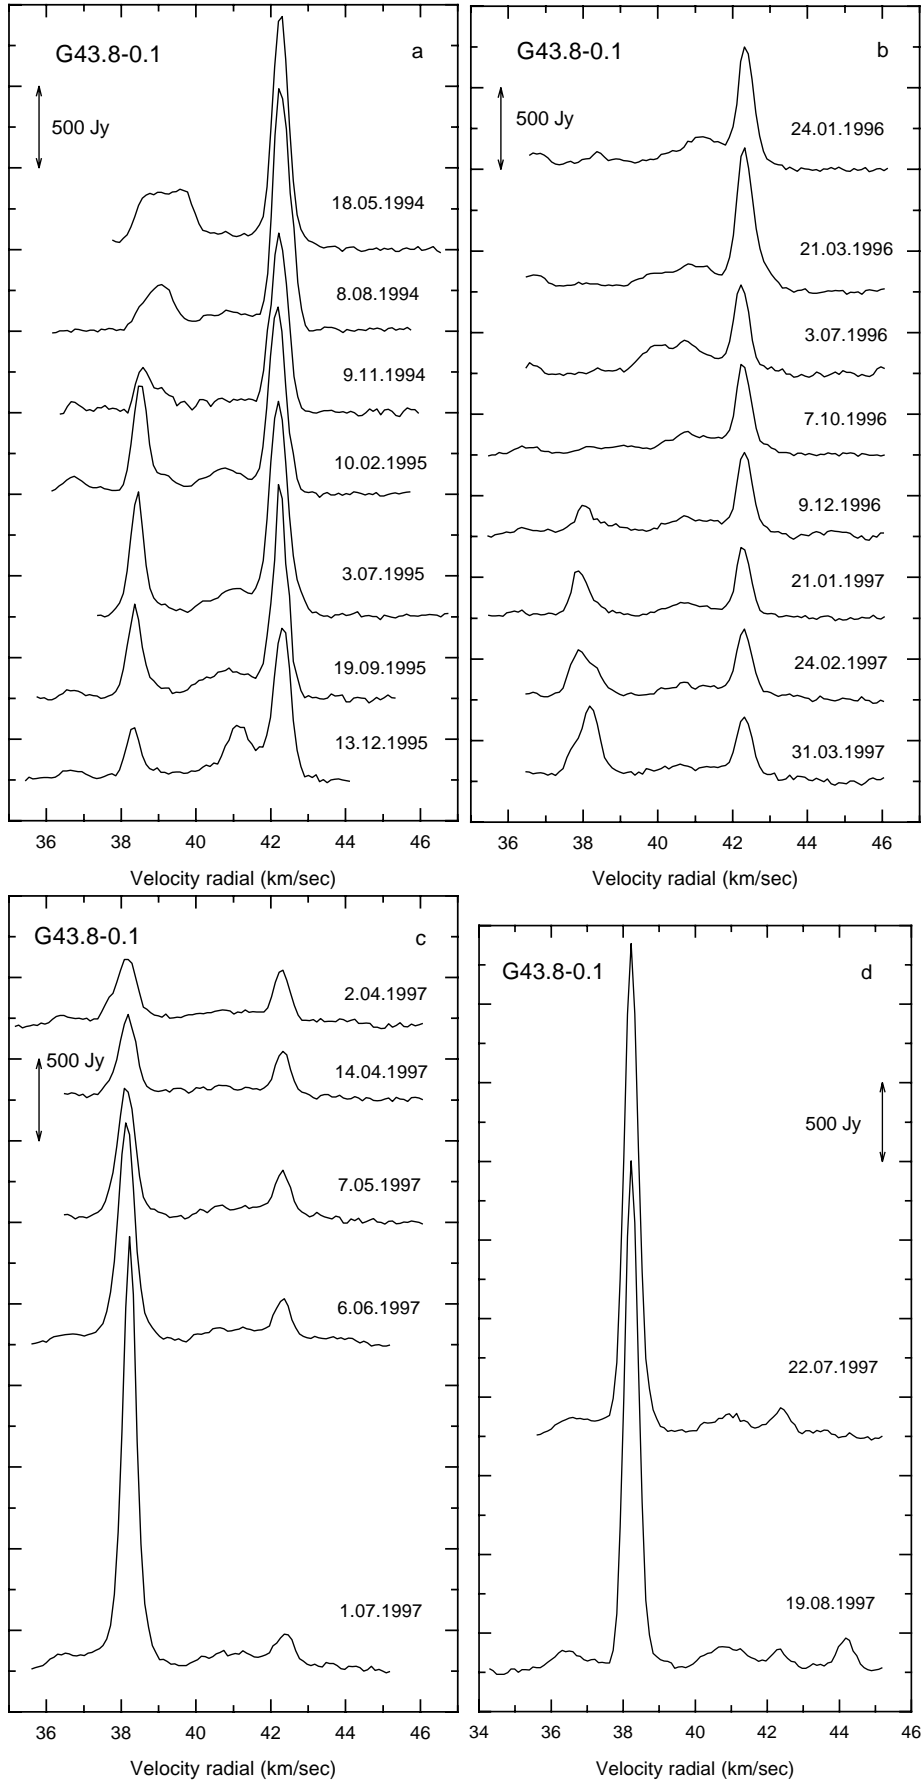 G43.8-0.1
a
500 Jy
18.05.1994
8.08.1994
9.11.1994
10.02.1995
3.07.1995
19.09.1995
13.12.1995
36 38 40 42 44 46
Velocity radial (km/sec)
G43.8-0.1
b
500 Jy
24.01.1996
21.03.1996
3.07.1996
7.10.1996
9.12.1996
21.01.1997
24.02.1997
31.03.1997
36 38 40 42 44 46
Velocity radial (km/sec)
G43.8-0.1
c
2.04.1997
500 Jy
14.04.1997
7.05.1997
6.06.1997
1.07.1997
36 38 40 42 44 46
Velocity radial (km/sec)
G43.8-0.1
d
500 Jy
22.07.1997
19.08.1997
34 36 38 40 42 44 46
Velocity radial (km/sec)